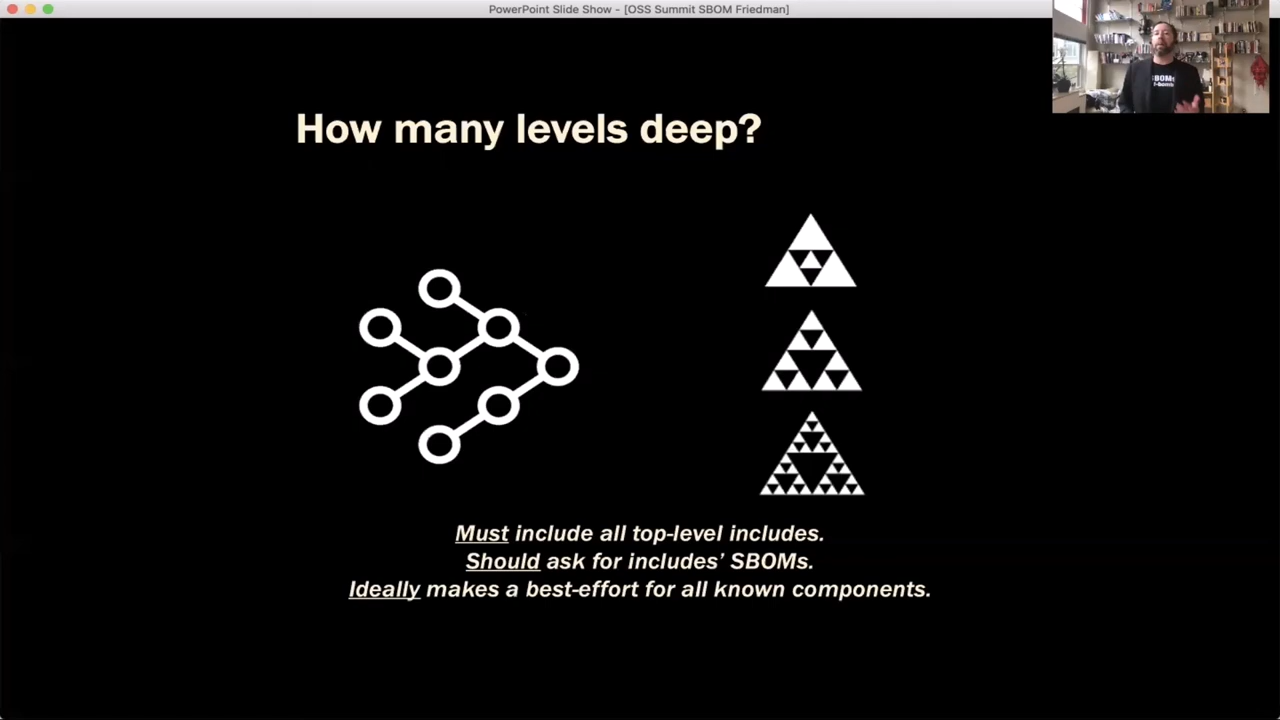 PowerPoint Slide Show - [OSS Summit SBOM Friedman]
How many levels deep?
Must include all top-level includes.
Should ask for includes’ SBOMs.
Ideally makes a best-effort for all known components.